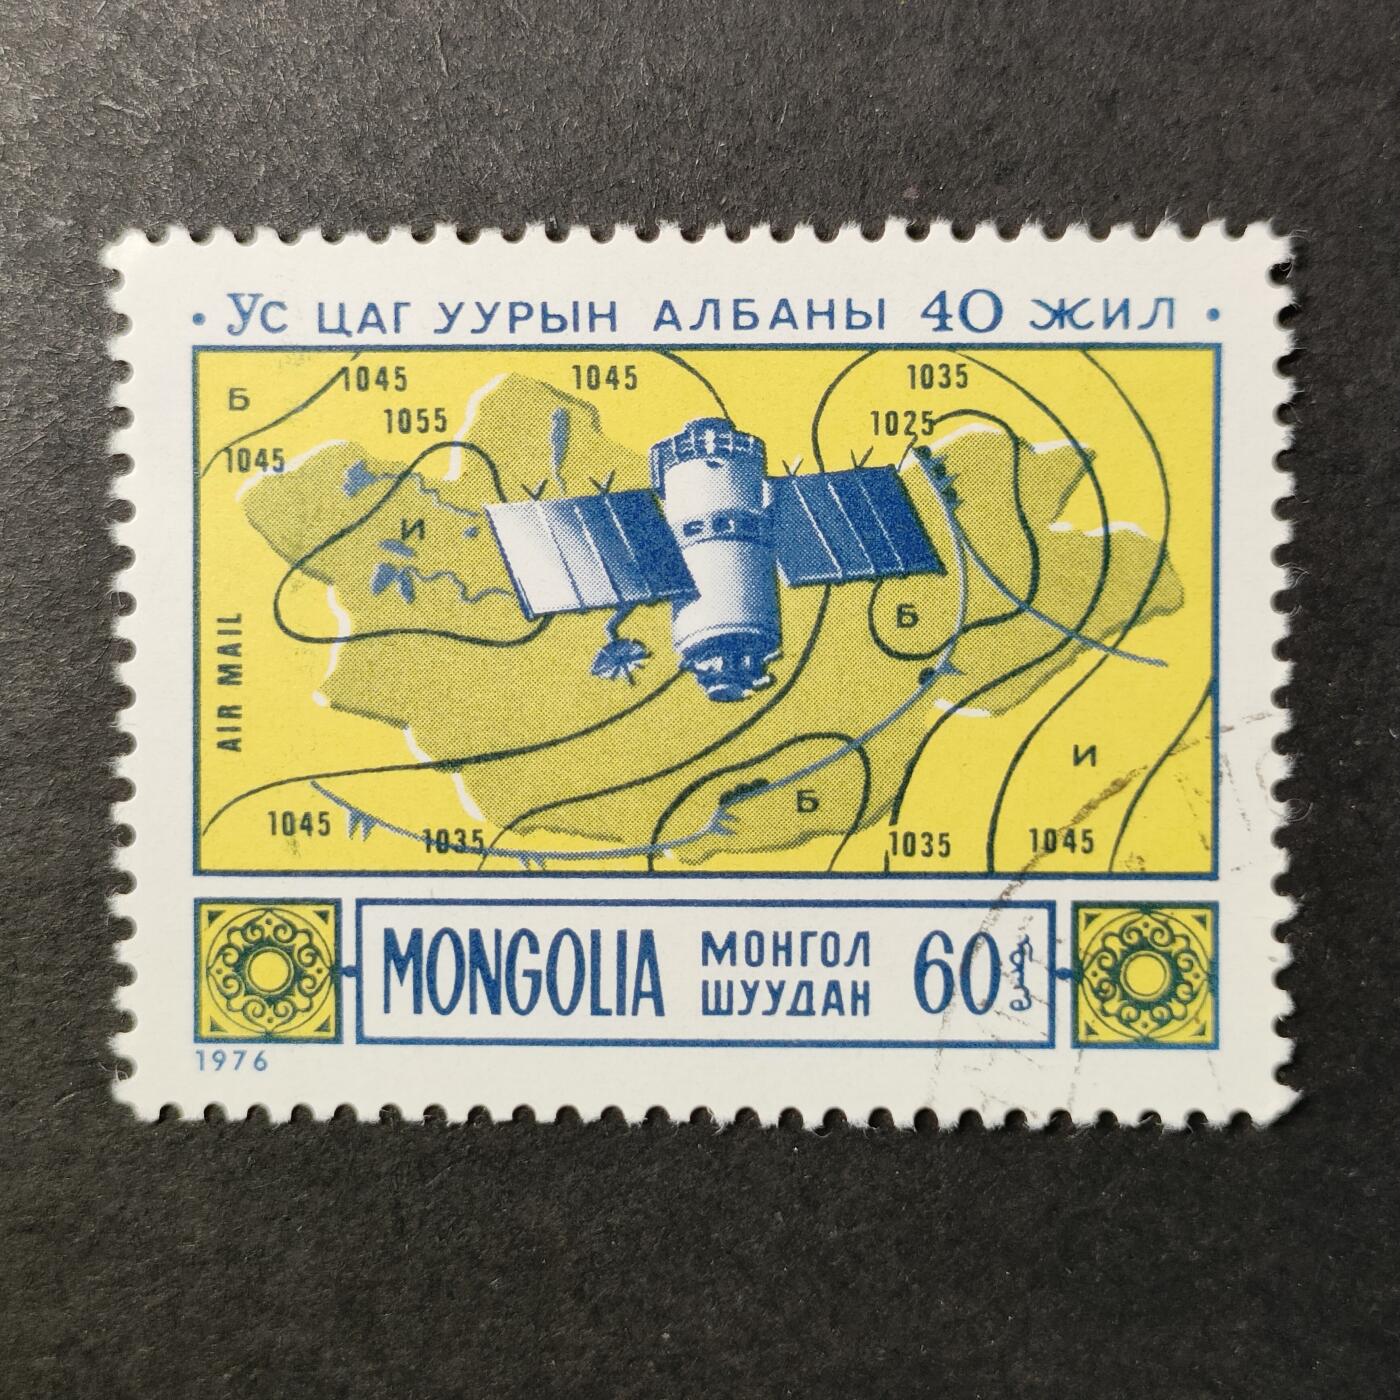 • Ус ЦАГ УУРЫН АЛБАНЫ 40 ЖИЛ •
Б 1045 1045 1035
1055 1025
1045
И
Б
AIR MAIL
И
Б
1045 1035 1035 1045
MONGOLIA МОНГОЛ ШУУДАН 60
1976